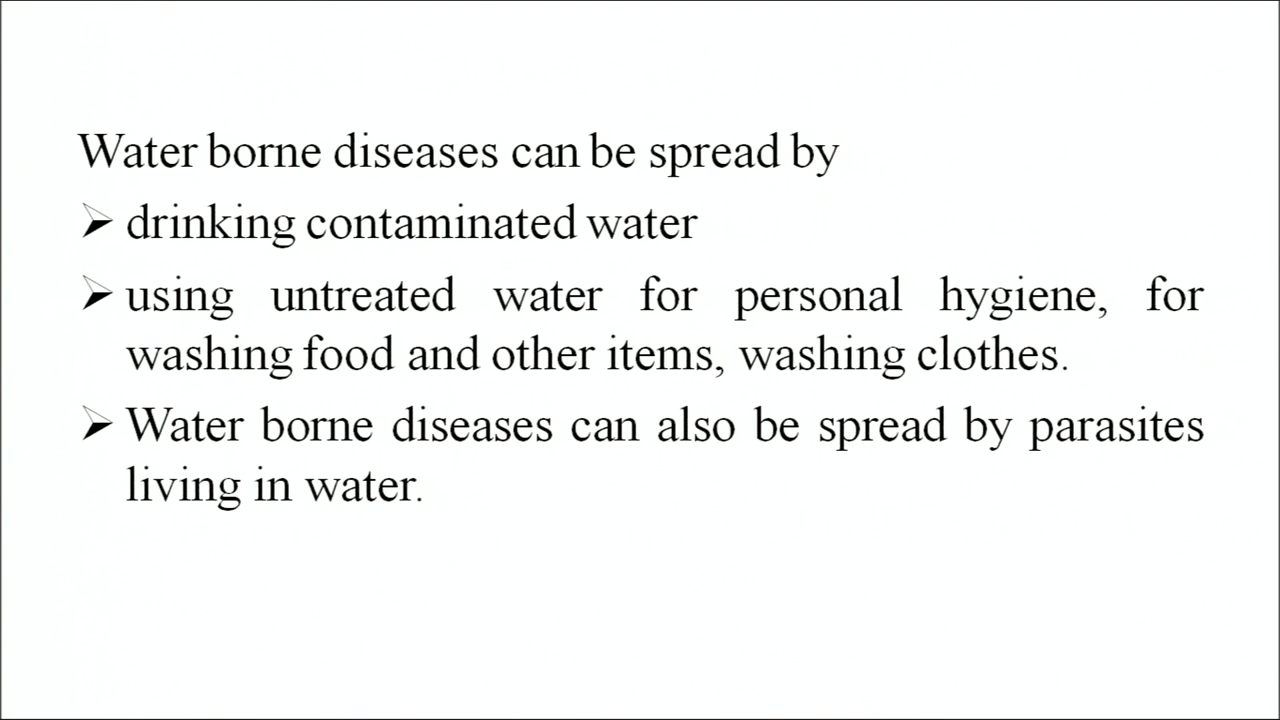 Water borne diseases can be spread by
➢ drinking contaminated water
➢ using untreated water for personal hygiene, for
washing food and other items, washing clothes.
➢ Water borne diseases can also be spread by parasites
living in water.